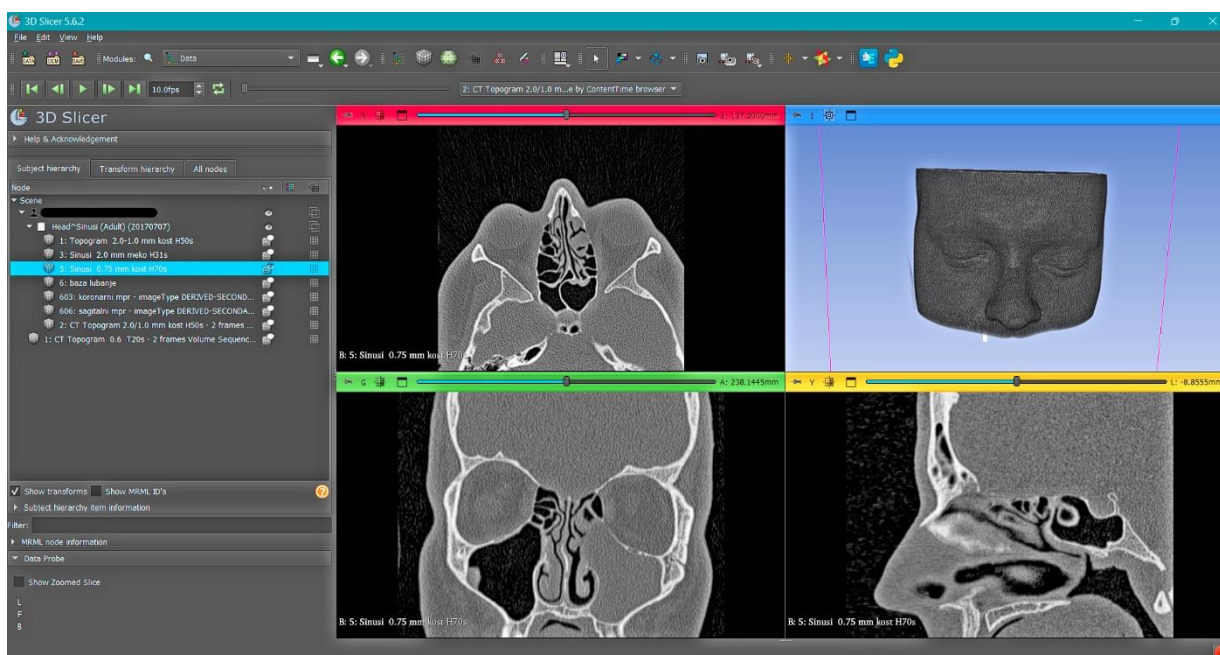 3D Slicer 5.6.2
File Edit View Help
Modules: Data
10.0fps
2: CT Topogram 2.0/1.0 m...e by ContentTime browser
3D Slicer
Help & Acknowledgement
Subject hierarchy Transform hierarchy All nodes
Node
Scene
Head^Sinusi (Adult) (20170707)
1: Topogram 2.0-1.0 mm kost H50s
3: Sinusi 2.0 mm meko H31s
5: Sinusi 0.75 mm kost H70s
6: baza lubanje
603: koronarni mpr - imageType DERIVED-SECOND...
606: sagitalni mpr - imageType DERIVED-SECONDA...
2: CT Topogram 2.0/1.0 mm kost H50s - 2 frames ...
1: CT Topogram 0.6 T20s - 2 frames Volume Sequenc...
Show transforms Show MRML ID's
Subject hierarchy item information
Filter:
MRML node information
Data Probe
Show Zoomed Slice
L
F
B
R
B: 5: Sinusi 0.75 mm kost H70s
1
G A: 238.1445mm
B: 5: Sinusi 0.75 mm kost H70s
Y L: -8.8555mm
B: 5: Sinusi 0.75 mm kost H70s